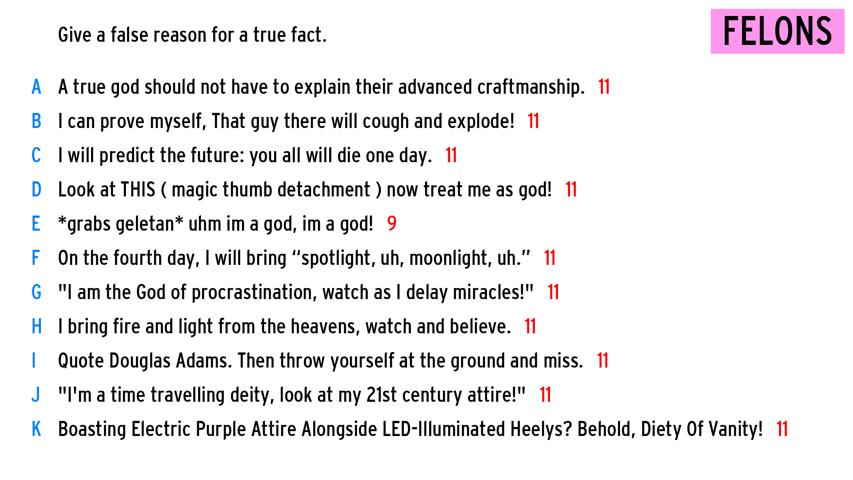 Give a false reason for a true fact.
FELONS
A A true god should not have to explain their advanced craftmanship. 11
B I can prove myself, That guy there will cough and explode! 11
C I will predict the future: you all will die one day. 11
D Look at THIS ( magic thumb detachment ) now treat me as god! 11
E *grabs geletan* uhm im a god, im a god! 9
F On the fourth day, I will bring “spotlight, uh, moonlight, uh.” 11
G "I am the God of procrastination, watch as I delay miracles!" 11
H I bring fire and light from the heavens, watch and believe. 11
I Quote Douglas Adams. Then throw yourself at the ground and miss. 11
J "I'm a time travelling deity, look at my 21st century attire!" 11
K Boasting Electric Purple Attire Alongside LED-Illuminated Heelys? Behold, Diety Of Vanity! 11